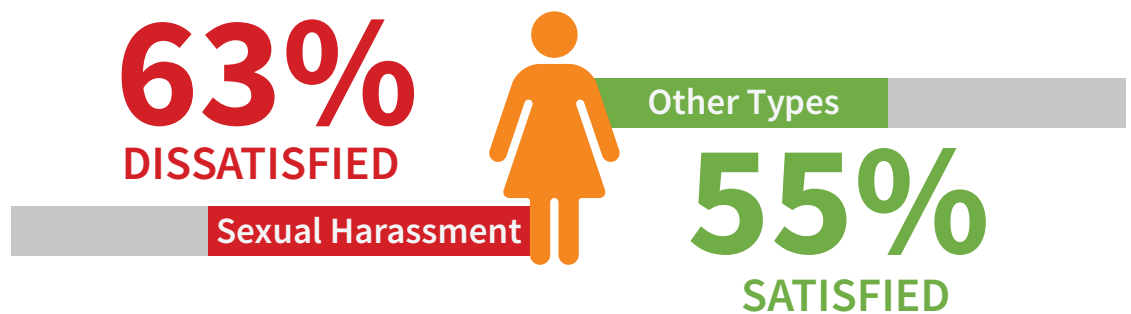 63%
DISSATISFIED
Sexual Harassment
Other Types
55%
SATISFIED